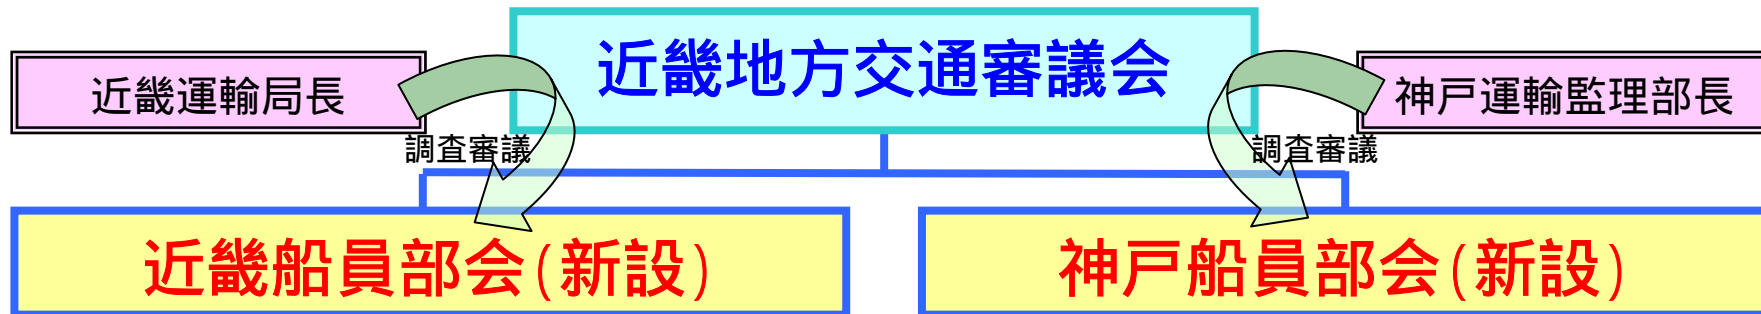 近畿地方交通審議会
近畿運輸局長
神戸運輸監理部長
調査審議
調査審議
近畿船員部会(新設)
神戸船員部会(新設)